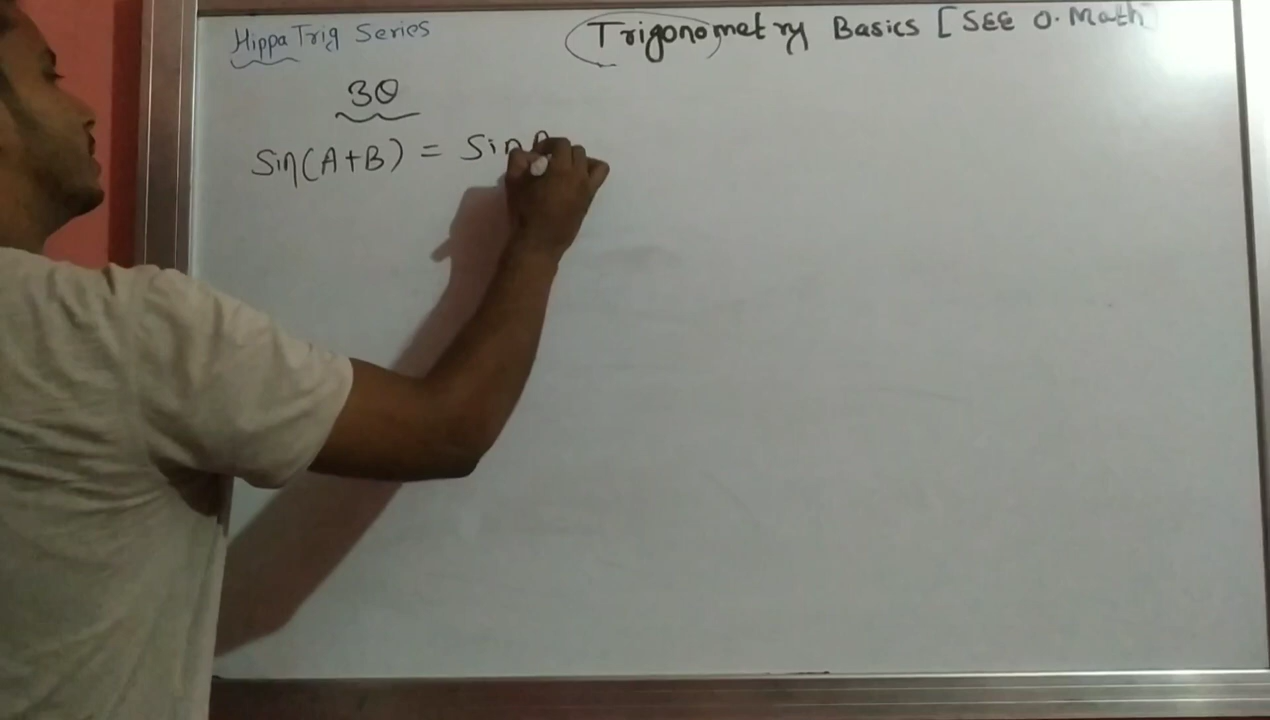 Hippa Trig Series
Trigonometry Basics [SEE O.Math]
3θ
Sin(A+B) = Sin